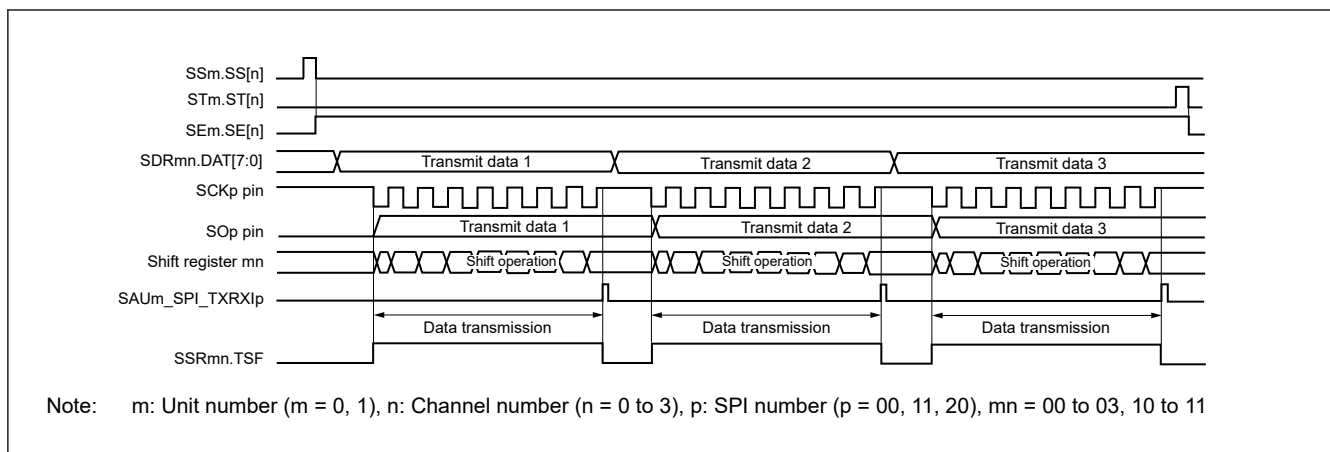 SSm.SS[n]
STm.ST[n]
SEm.SE[n]
SDRmn.DAT[7:0] Transmit data 1 Transmit data 2 Transmit data 3
SCKp pin
SOp pin Transmit data 1 Transmit data 2 Transmit data 3
Shift register mn Shift operation Shift operation Shift operation
SAUm_SPI_TXRXIp
Data transmission Data transmission Data transmission
SSRmn.TSF
Note: m: Unit number (m = 0, 1), n: Channel number (n = 0 to 3), p: SPI number (p = 00, 11, 20), mn = 00 to 03, 10 to 11